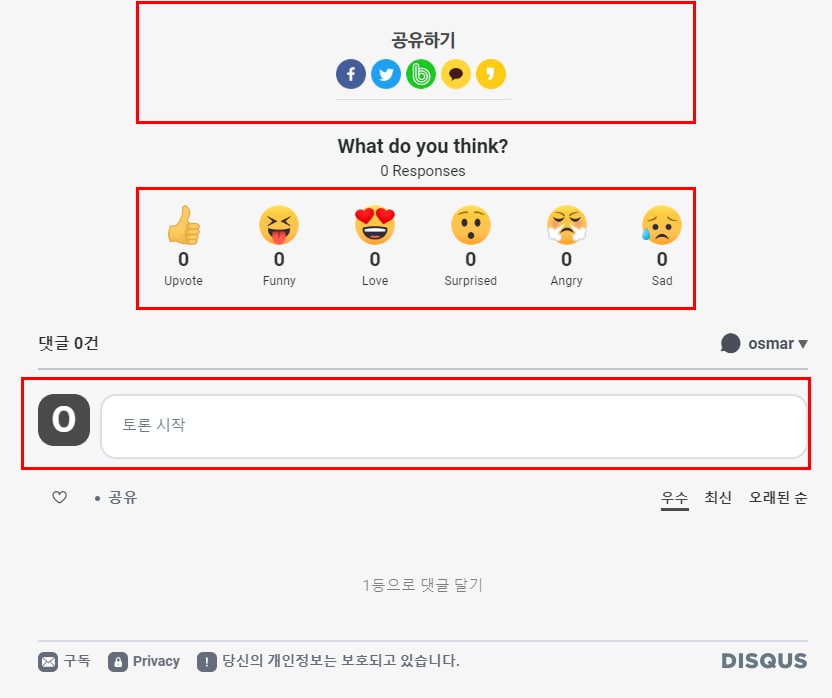 공유하기
What do you think?
0 Responses
0 0 0 0 0 0
Upvote Funny Love Surprised Angry Sad
댓글 0건 osmar
O 토론 시작
• 공유 우수 최신 오래된 순
1등으로 댓글 달기
구독 Privacy ! 당신의 개인정보는 보호되고 있습니다. DISQUS